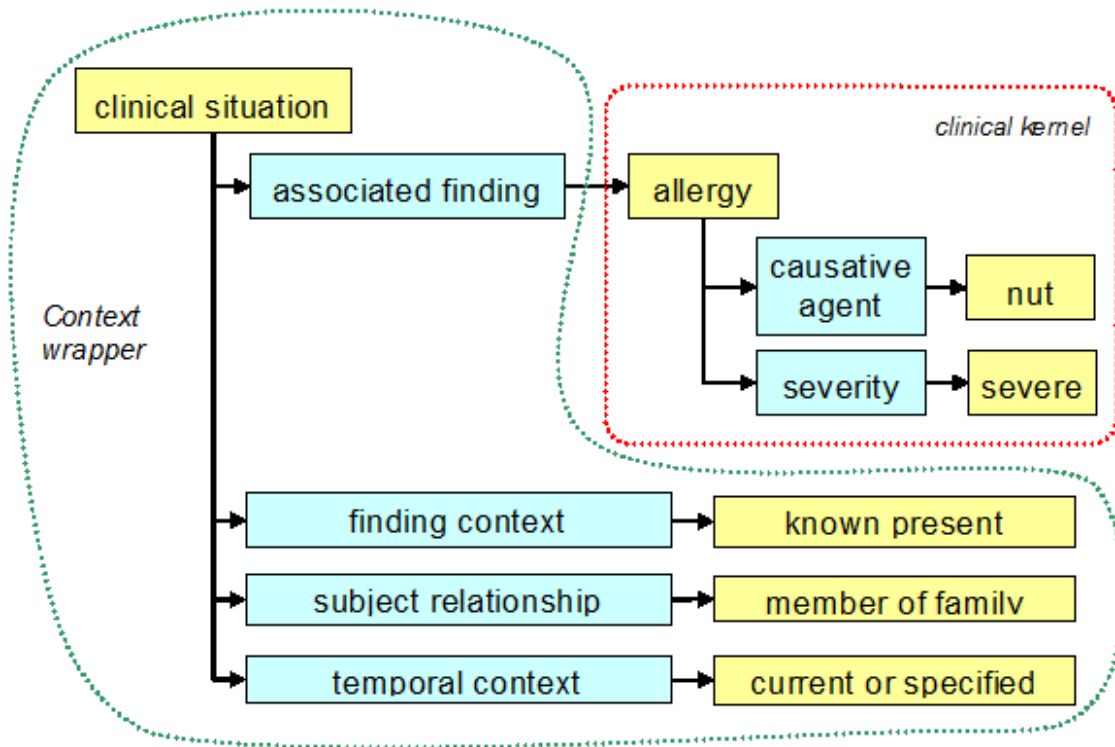 clinical situation
clinical kernel
associated finding
allergy
causative
agent
nut
Context
wrapper
severity
severe
finding context
known present
subject relationship
member of family
temporal context
current or specified